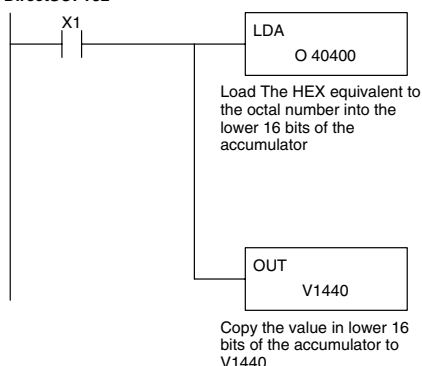 X1
LDA
O 40400
Load The HEX equivalent to
the octal number into the
lower 16 bits of the
accumulator
OUT
V1440
Copy the value in lower 16
bits of the accumulator to
V1440